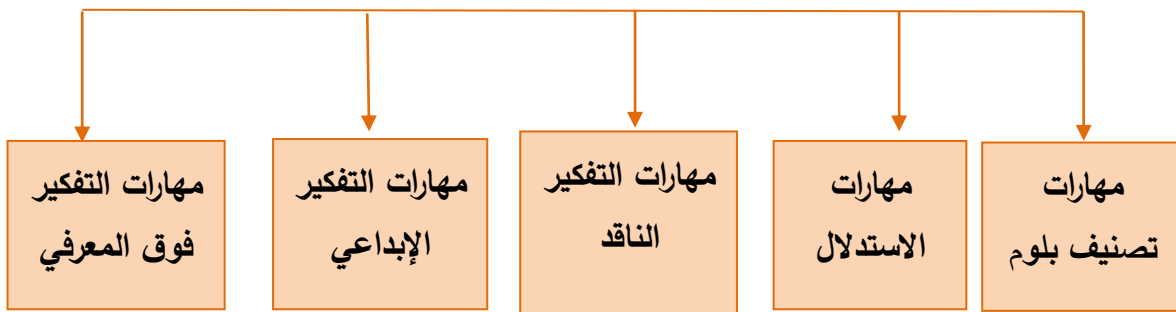 مهارات
تصنيف بلوم
مهارات
الاستدلال
مهارات التفكير
الناقد
مهارات التفكير
الإبداعي
مهارات التفكير
فوق المعرفي